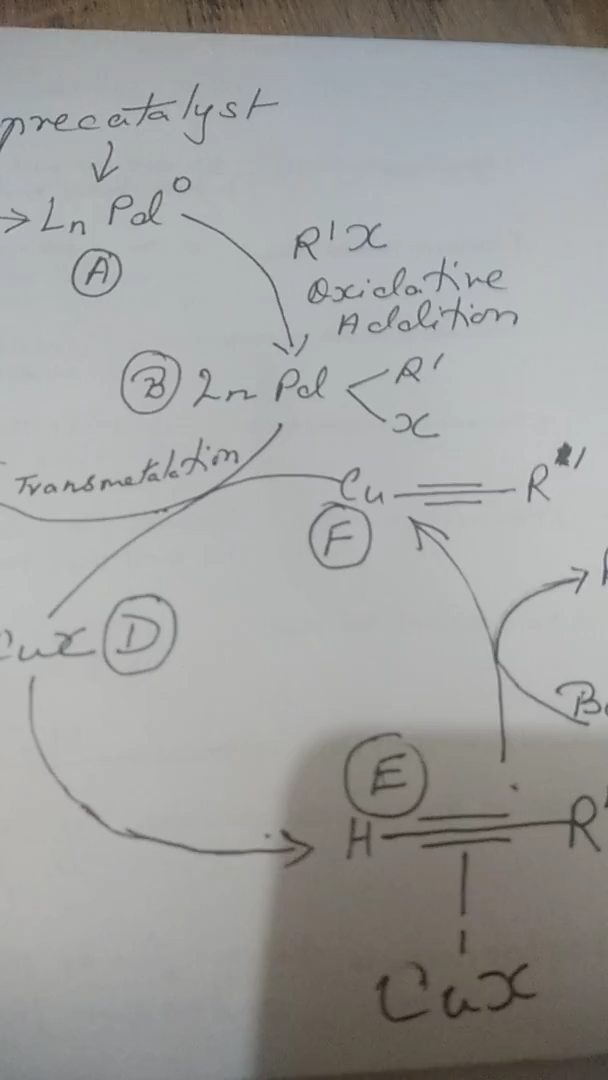 precatalyst
→ Ln Pd⁰
Ⓐ
R'X
Oxidative
Addition
Ⓑ Ln Pd < R'
X
Transmetalation
Cu ≡ R''
Ⓕ
CuX Ⓓ
Ⓔ
H ≡ R'
CuX